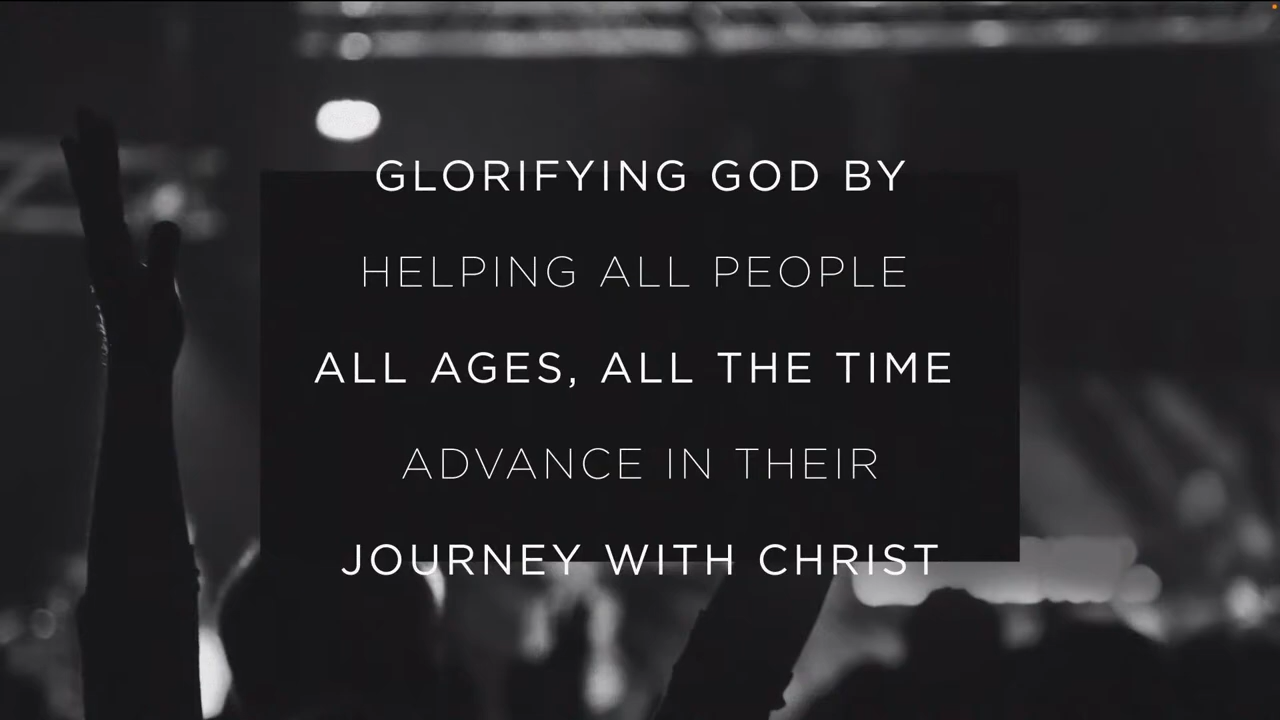 GLORIFYING GOD BY
HELPING ALL PEOPLE
ALL AGES, ALL THE TIME
ADVANCE IN THEIR
JOURNEY WITH CHRIST